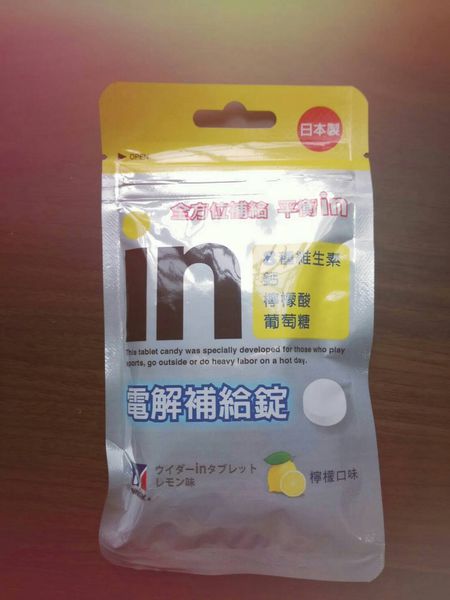 日本製
OPEN
全方位補給 平衡in
in
多種維生素
鈣
檸檬酸
葡萄糖
This tablet candy was specially developed for those who play
sports, go outside or do heavy labor on a hot day.
電解補給錠
ウイダーinタブレット
レモン味
檸檬口味